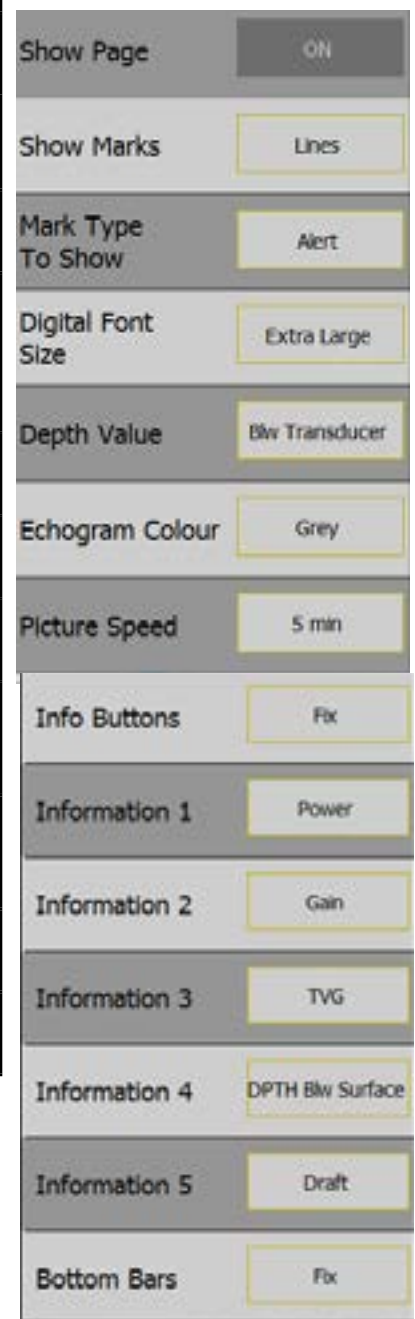 Show Page ON
Show Marks Lines
Mark Type
To Show Alert
Digital Font
Size Extra Large
Depth Value Blw Transducer
Echogram Colour Grey
Picture Speed 5 min
Info Buttons Fix
Information 1 Power
Information 2 Gain
Information 3 TVG
Information 4 DPTH Blw Surface
Information 5 Draft
Bottom Bars Fix